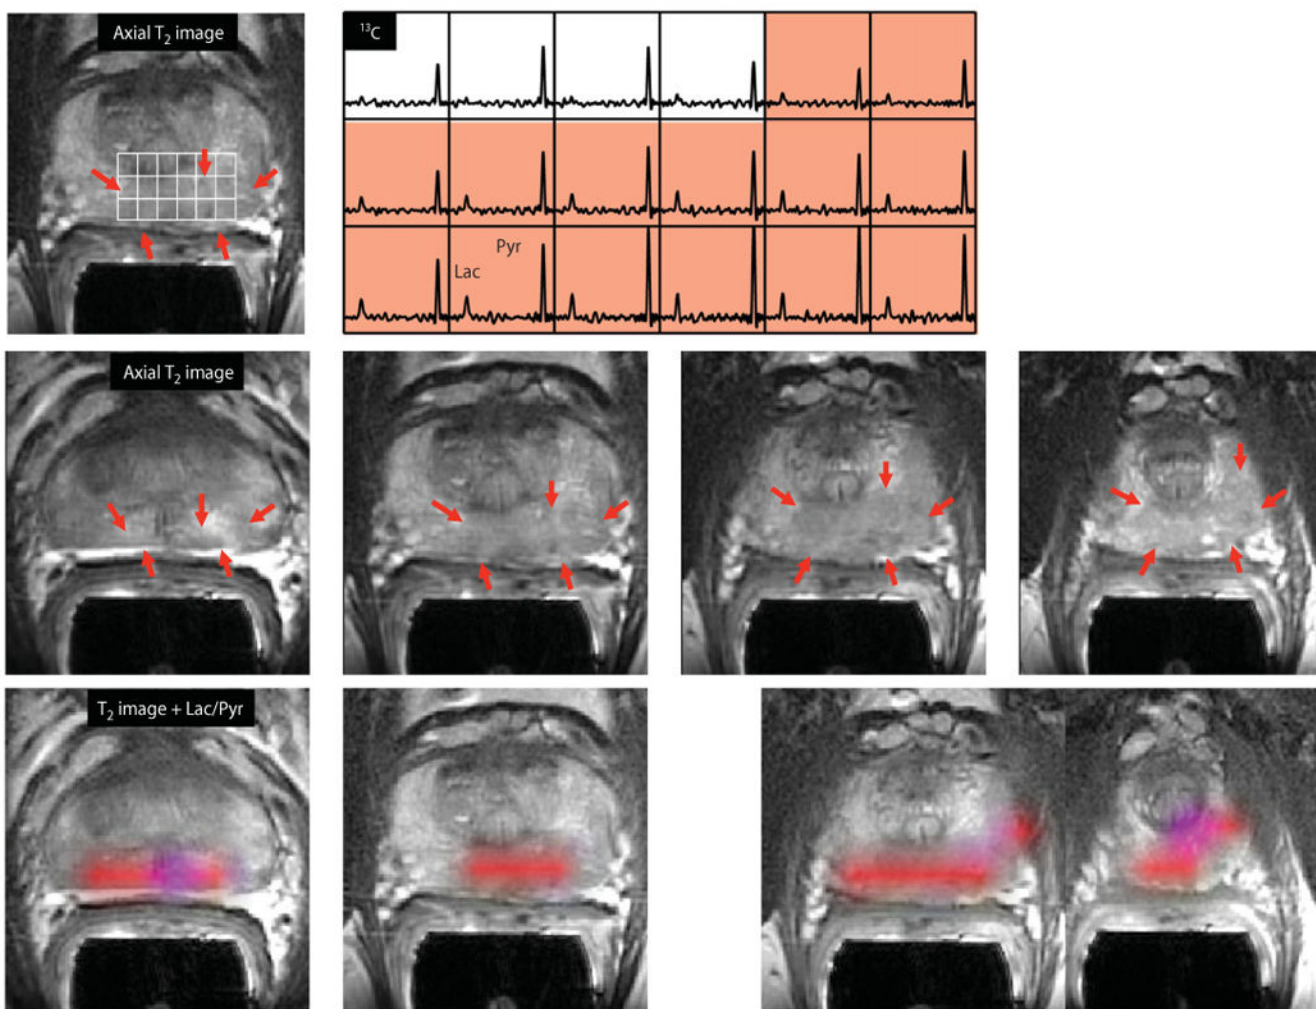 Axial T₂ image
¹³C
Pyr
Lac
Axial T₂ image
T₂ image + Lac/Pyr